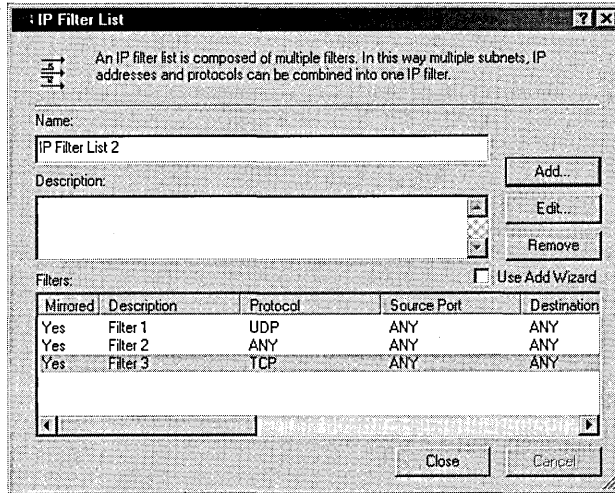 IP Filter List
An IP filter list is composed of multiple filters. In this way multiple subnets, IP
addresses and protocols can be combined into one IP filter.
Name:
IP Filter List 2
Add...
Description:
Edit...
Remove
Filters:
Use Add Wizard
Mirrored Description Protocol Source Port Destination
Yes Filter 1 UDP ANY ANY
Yes Filter 2 ANY ANY ANY
Yes Filter 3 TCP ANY ANY
Close Cancel